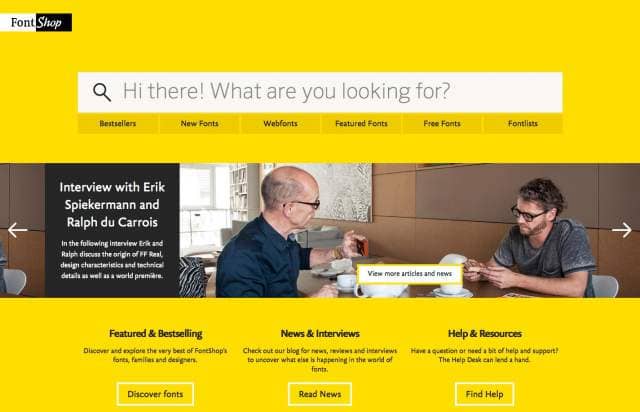 FontShop
Hi there! What are you looking for?
Bestsellers
New Fonts
Webfonts
Featured Fonts
Free Fonts
Fontlists
Interview with Erik
Spiekermann and
Ralph du Carrois
In the following interview Erik and
Ralph discuss the origin of FF Real,
design characteristics and technical
details as well as a world première.
View more articles and news
Featured & Bestselling
Discover and explore the very best of FontShop's
fonts, families and designers.
Discover fonts
News & Interviews
Check out our blog for news, reviews and interviews
to uncover what else is happening in the world of
fonts.
Read News
Help & Resources
Have a question or need a bit of help and support?
The Help Desk can lend a hand.
Find Help